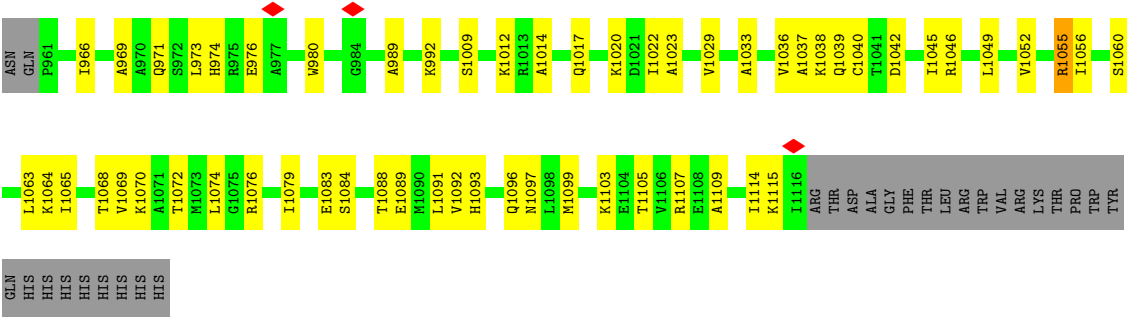 ASN GLN P961 I966 A969 A970 Q971 S972 L973 H974 R975 E976 A977 W980 G984 A989 K992 S1009 K1012 R1013 A1014 Q1017 K1020 D1021 I1022 A1023 V1029 A1033 V1036 A1037 K1038 Q1039 C1040 T1041 D1042 I1045 R1046 L1049 V1052 R1055 I1056 S1060
L1063 K1064 I1065 T1068 V1069 K1070 A1071 T1072 M1073 L1074 G1075 R1076 I1079 E1083 S1084 T1088 E1089 M1090 L1091 V1092 H1093 Q1096 N1097 L1098 M1099 K1103 E1104 T1105 V1106 R1107 E1108 A1109 I1114 K1115 I1116 ARG THR ASP ALA GLY PHE THR LEU ARG TRP VAL ARG LYS THR PRO TRP TYR
GLN HIS HIS HIS HIS HIS HIS HIS HIS